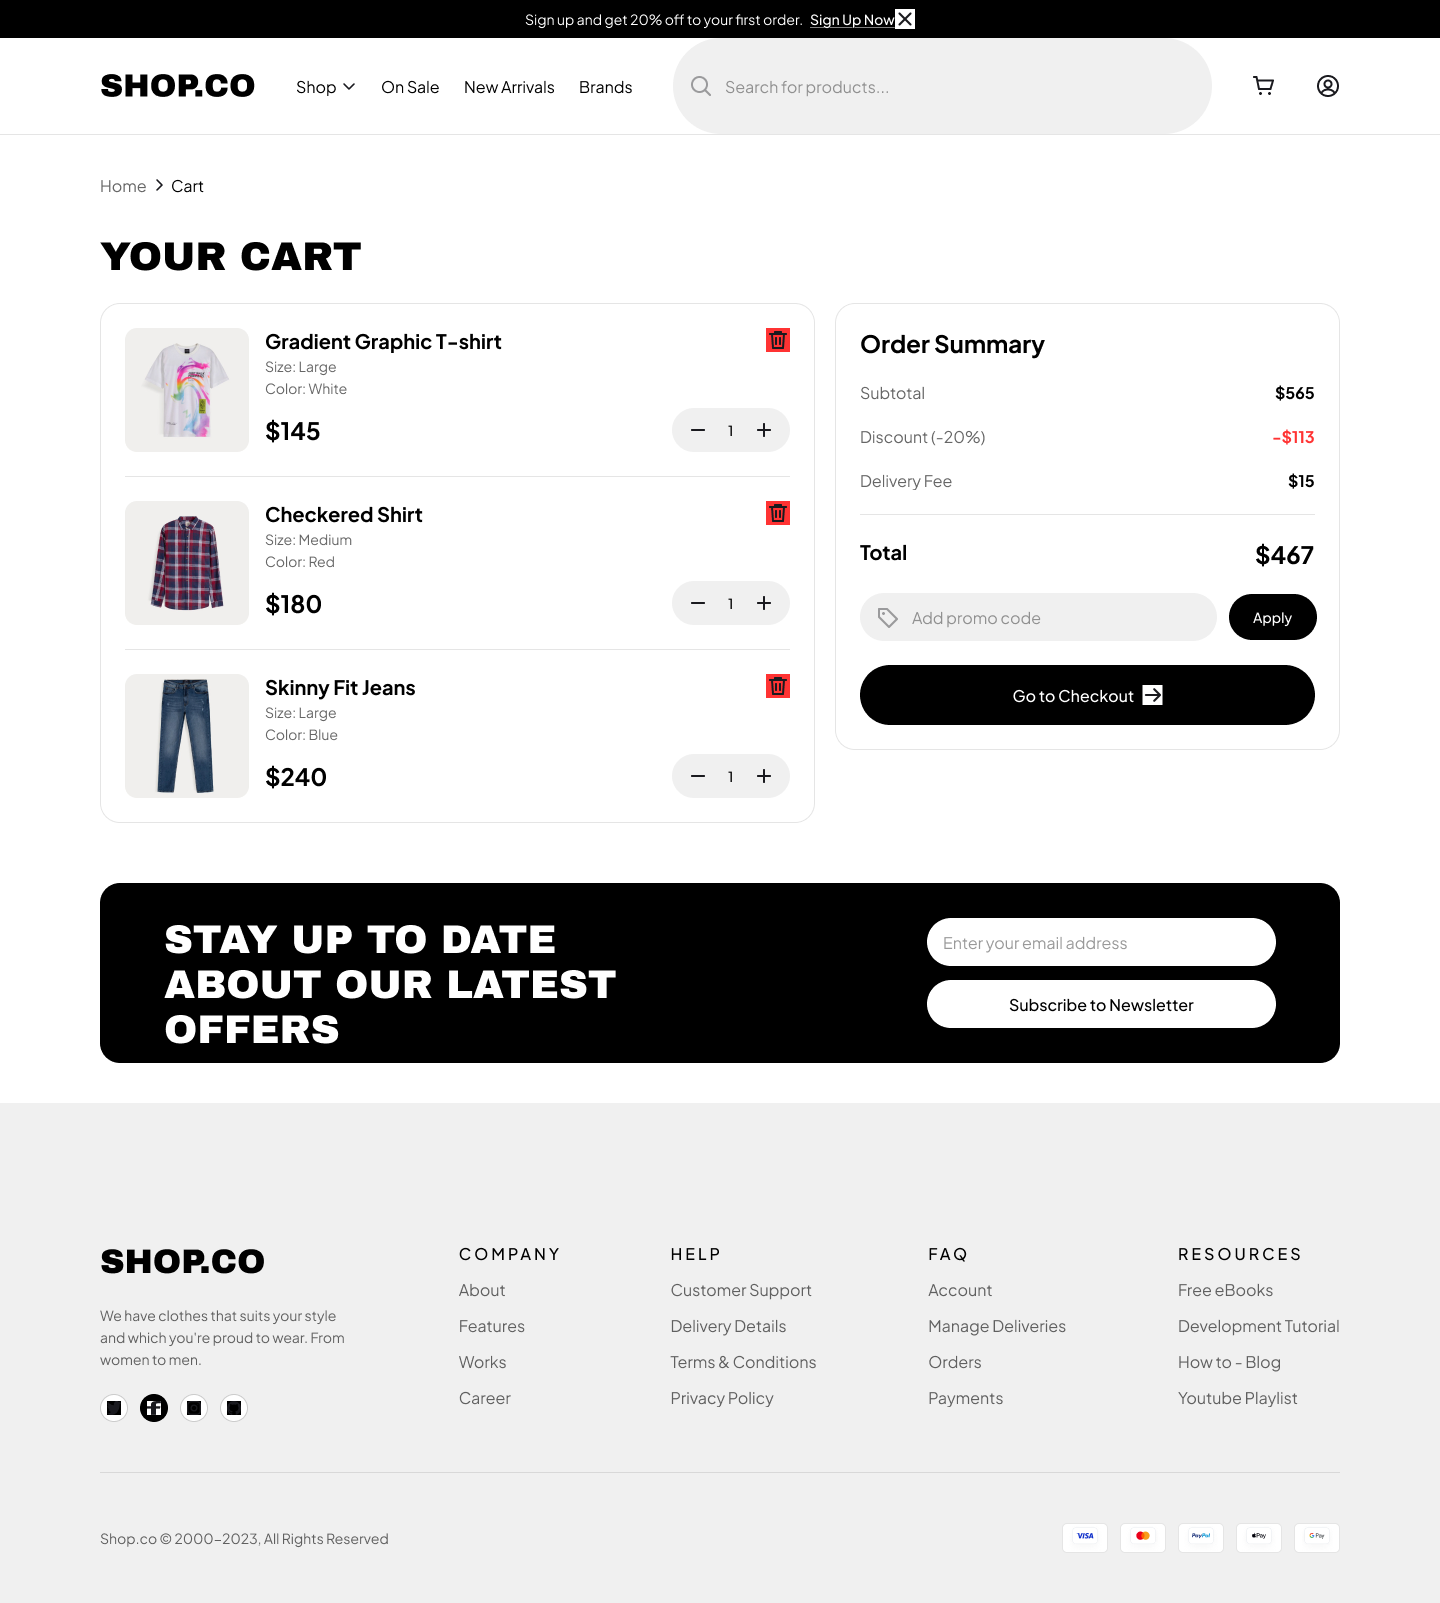 Sign up and get 20% off to your first order. Sign Up Now
SHOP.CO
Shop
On Sale
New Arrivals
Brands
Search for products...
Home
Cart
YOUR CART
Gradient Graphic T-shirt
Size: Large
Color: White
$145
1
Checkered Shirt
Size: Medium
Color: Red
$180
1
Skinny Fit Jeans
Size: Large
Color: Blue
$240
1
Order Summary
Subtotal
$565
Discount (-20%)
-$113
Delivery Fee
$15
Total
$467
Add promo code
Apply
Go to Checkout
STAY UP TO DATE
ABOUT OUR LATEST
OFFERS
Enter your email address
Subscribe to Newsletter
SHOP.CO
We have clothes that suits your style
and which you're proud to wear. From
women to men.
COMPANY
About
Features
Works
Career
HELP
Customer Support
Delivery Details
Terms & Conditions
Privacy Policy
FAQ
Account
Manage Deliveries
Orders
Payments
RESOURCES
Free eBooks
Development Tutorial
How to - Blog
Youtube Playlist
Shop.co © 2000-2023, All Rights Reserved
VISA
PayPal
Pay
G Pay